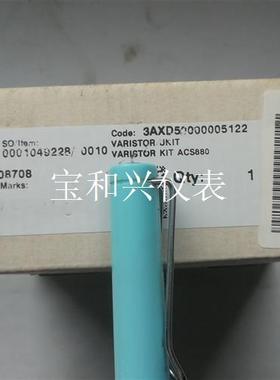 Code: 3AXD50000005122
SO/Item: VARISTOR UKIT
0001049228/ 0010 VARISTOR KIT ACS880
08708 Qty: 1
Marks:
宝和兴仪表